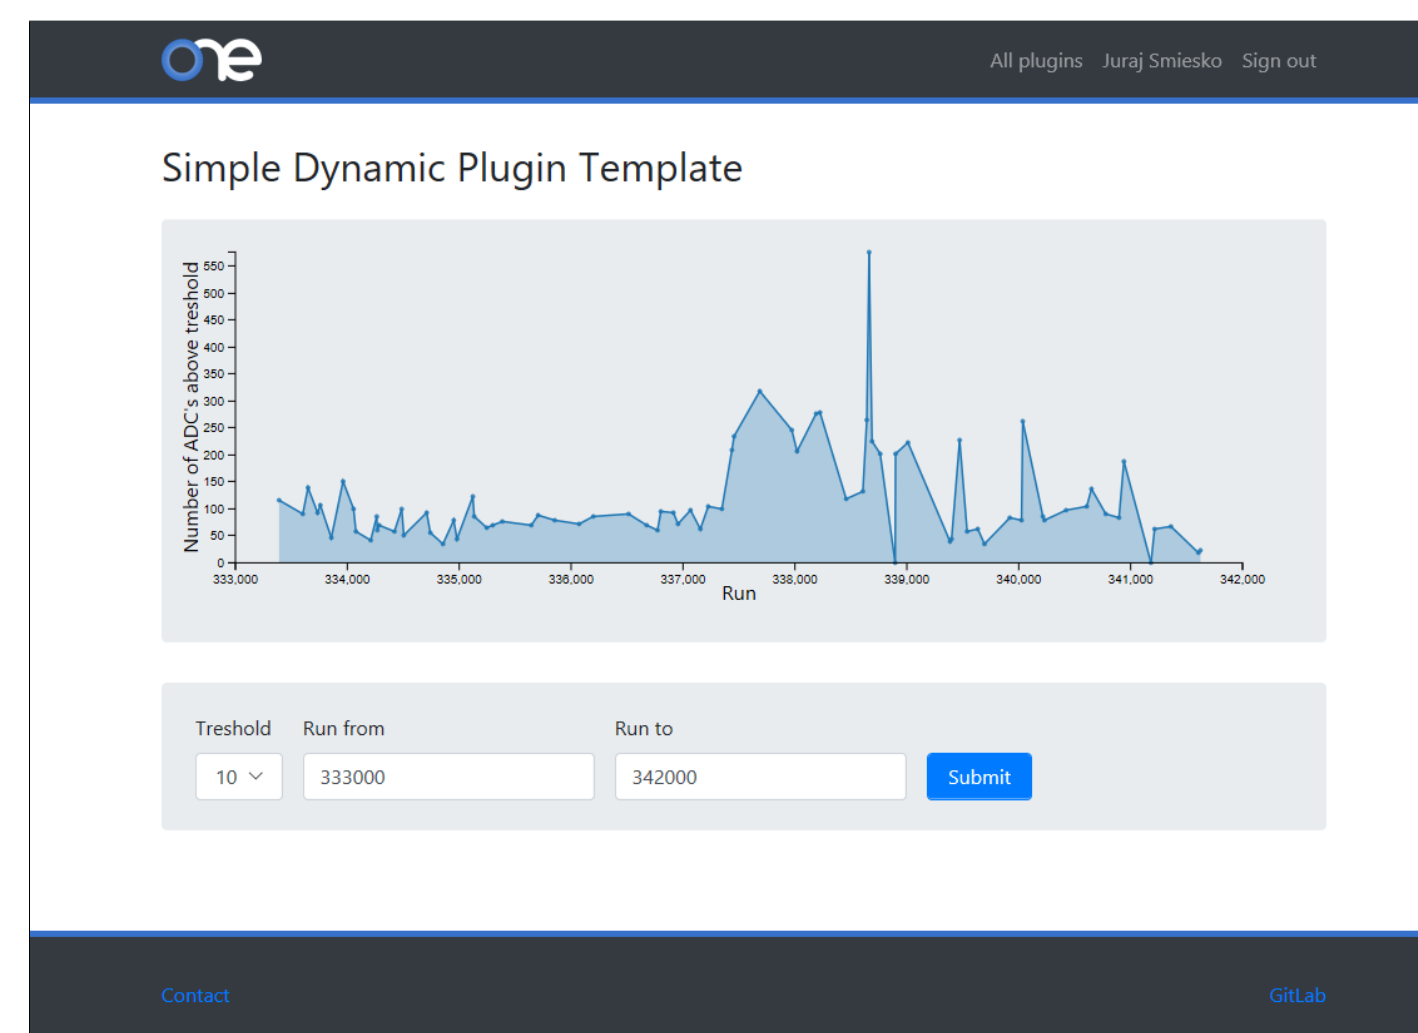 one
All plugins Juraj Smiesko Sign out
Simple Dynamic Plugin Template
Number of ADC's above treshold
550
500
450
400
350
300
250
200
150
100
50
0
333,000 334,000 335,000 336,000 337,000 338,000 339,000 340,000 341,000 342,000
Run
Treshold Run from Run to
10 333000 342000 Submit
Contact GitLab